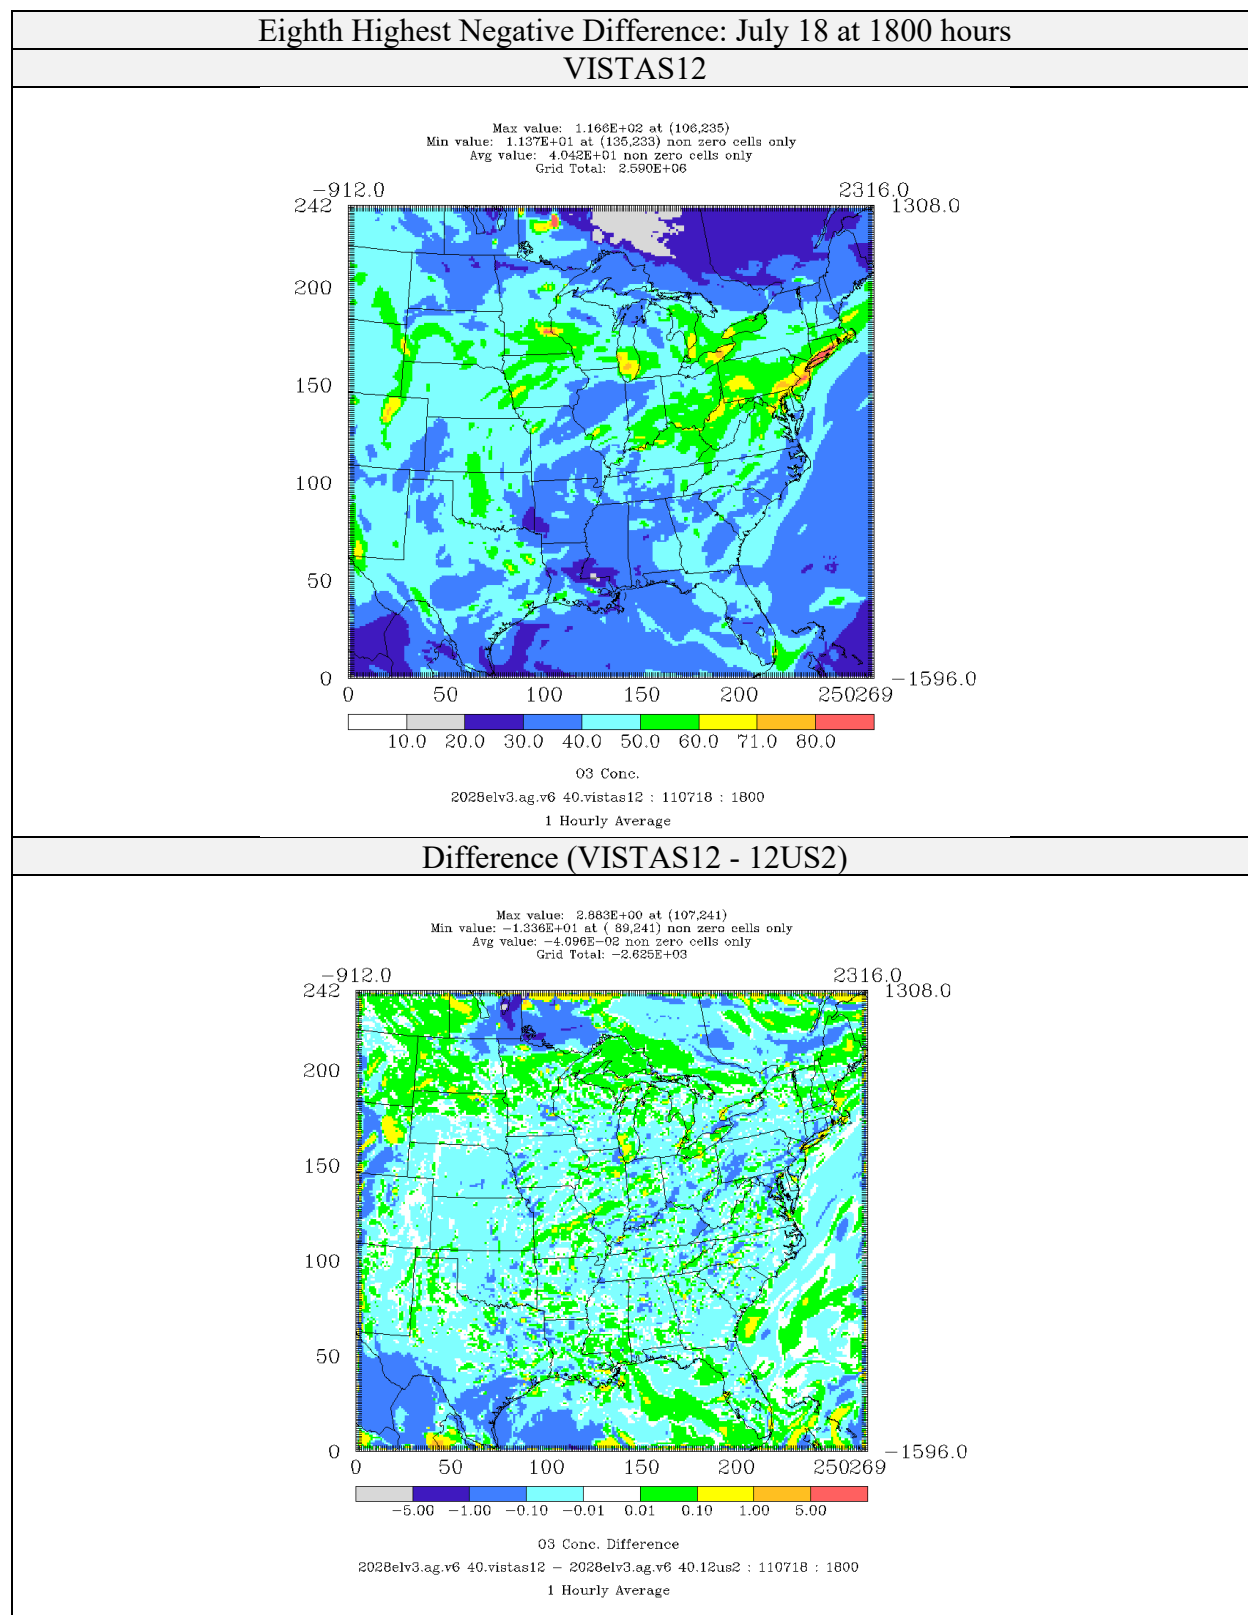 Eighth Highest Negative Difference: July 18 at 1800 hours
VISTAS12
Max value: 1.166E+02 at (106,235)
Min value: 1.137E+01 at (135,233) non zero cells only
Avg value: 4.042E+01 non zero cells only
Grid Total: 2.590E+06
−912.0 2316.0
242 1308.0
200
150
100
50
0 −1596.0
0 50 100 150 200 250269
10.0 20.0 30.0 40.0 50.0 60.0 71.0 80.0
O3 Conc.
2028elv3.ag.v6 40.vistas12 : 110718 : 1800
1 Hourly Average
Difference (VISTAS12 - 12US2)
Max value: 2.883E+00 at (107,241)
Min value: −1.336E+01 at ( 89,241) non zero cells only
Avg value: −4.096E−02 non zero cells only
Grid Total: −2.625E+03
−912.0 2316.0
242 1308.0
200
150
100
50
0 −1596.0
0 50 100 150 200 250269
−5.00 −1.00 −0.10 −0.01 0.01 0.10 1.00 5.00
O3 Conc. Difference
2028elv3.ag.v6 40.vistas12 − 2028elv3.ag.v6 40.12us2 : 110718 : 1800
1 Hourly Average